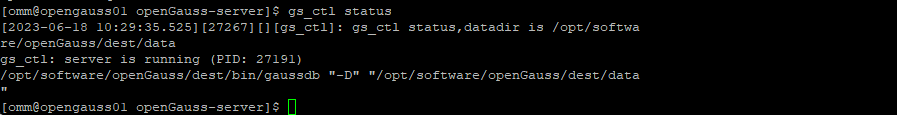 [omm@opengauss01 openGauss-server]$ gs_ctl status
[2023-06-18 10:29:35.525][27267][][gs_ctl]: gs_ctl status,datadir is /opt/softwa
re/openGauss/dest/data
gs_ctl: server is running (PID: 27191)
/opt/software/openGauss/dest/bin/gaussdb "-D" "/opt/software/openGauss/dest/data
"
[omm@opengauss01 openGauss-server]$